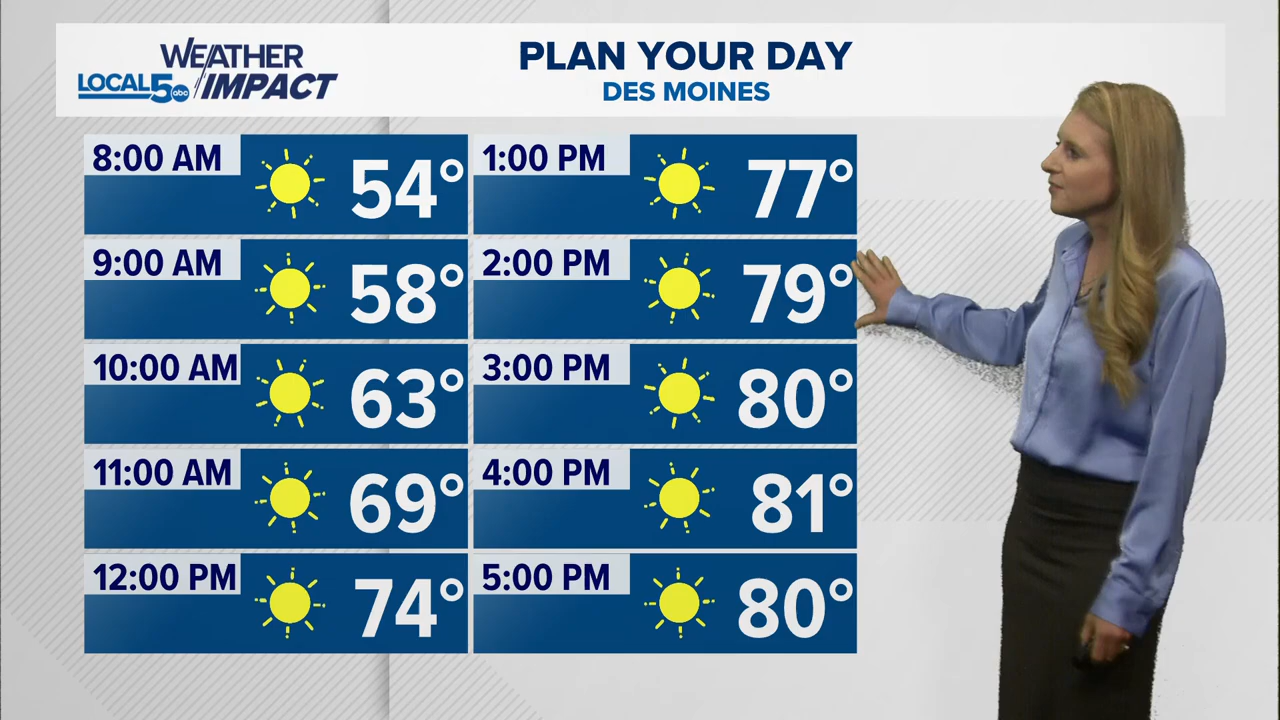 WEATHER
LOCAL 5 abc IMPACT
PLAN YOUR DAY
DES MOINES
8:00 AM 54°
9:00 AM 58°
10:00 AM 63°
11:00 AM 69°
12:00 PM 74°
1:00 PM 77°
2:00 PM 79°
3:00 PM 80°
4:00 PM 81°
5:00 PM 80°